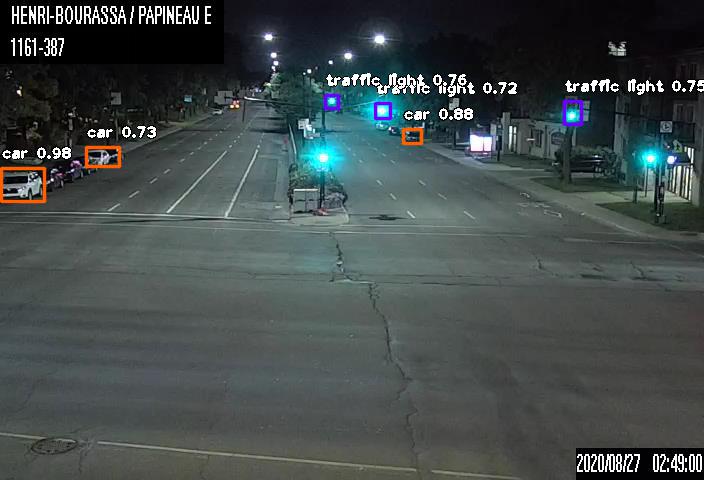 HENRI-BOURASSA / PAPINEAU E
1161-387
traffic light 0.76
traffic light 0.72
traffic light 0.75
car 0.88
car 0.73
car 0.98
2020/08/27 02:49:00